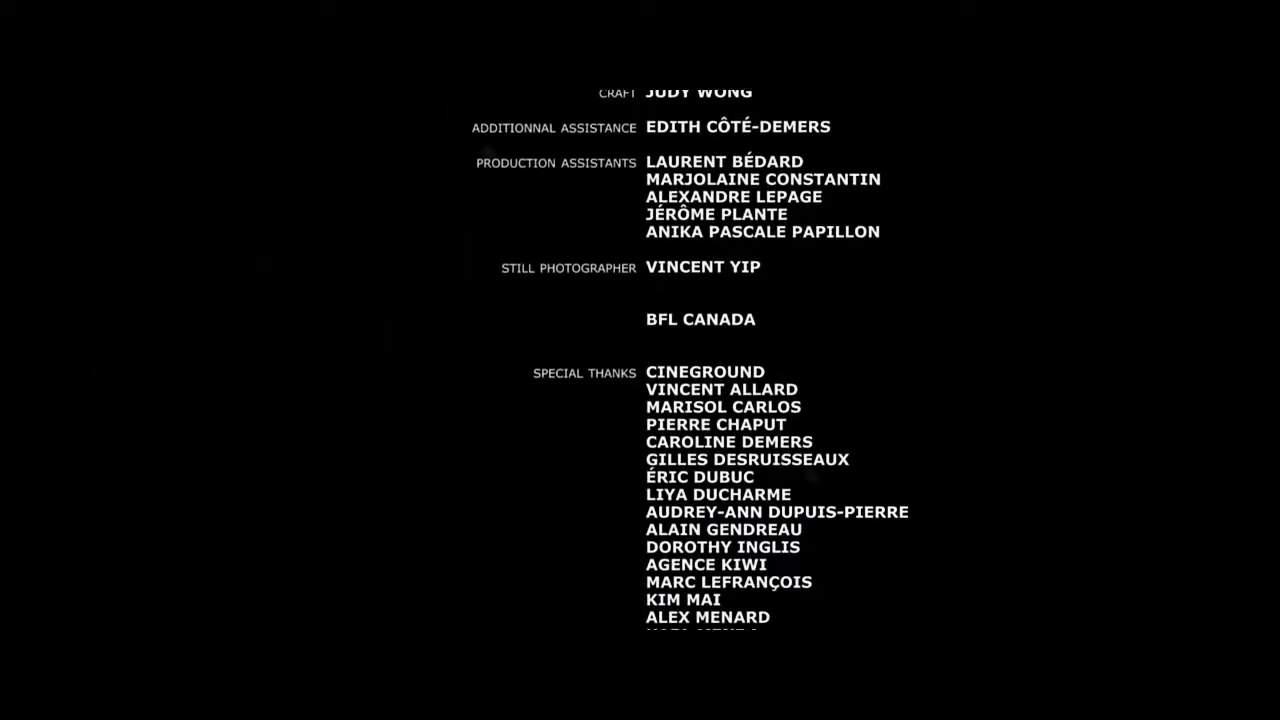 CRAFT JUDY WONG
ADDITIONNAL ASSISTANCE EDITH CÔTÉ-DEMERS
PRODUCTION ASSISTANTS LAURENT BÉDARD
MARJOLAINE CONSTANTIN
ALEXANDRE LEPAGE
JÉRÔME PLANTE
ANIKA PASCALE PAPILLON
STILL PHOTOGRAPHER VINCENT YIP
BFL CANADA
SPECIAL THANKS CINEGROUND
VINCENT ALLARD
MARISOL CARLOS
PIERRE CHAPUT
CAROLINE DEMERS
GILLES DESRUISSEAUX
ÉRIC DUBUC
LIYA DUCHARME
AUDREY-ANN DUPUIS-PIERRE
ALAIN GENDREAU
DOROTHY INGLIS
AGENCE KIWI
MARC LEFRANÇOIS
KIM MAI
ALEX MENARD